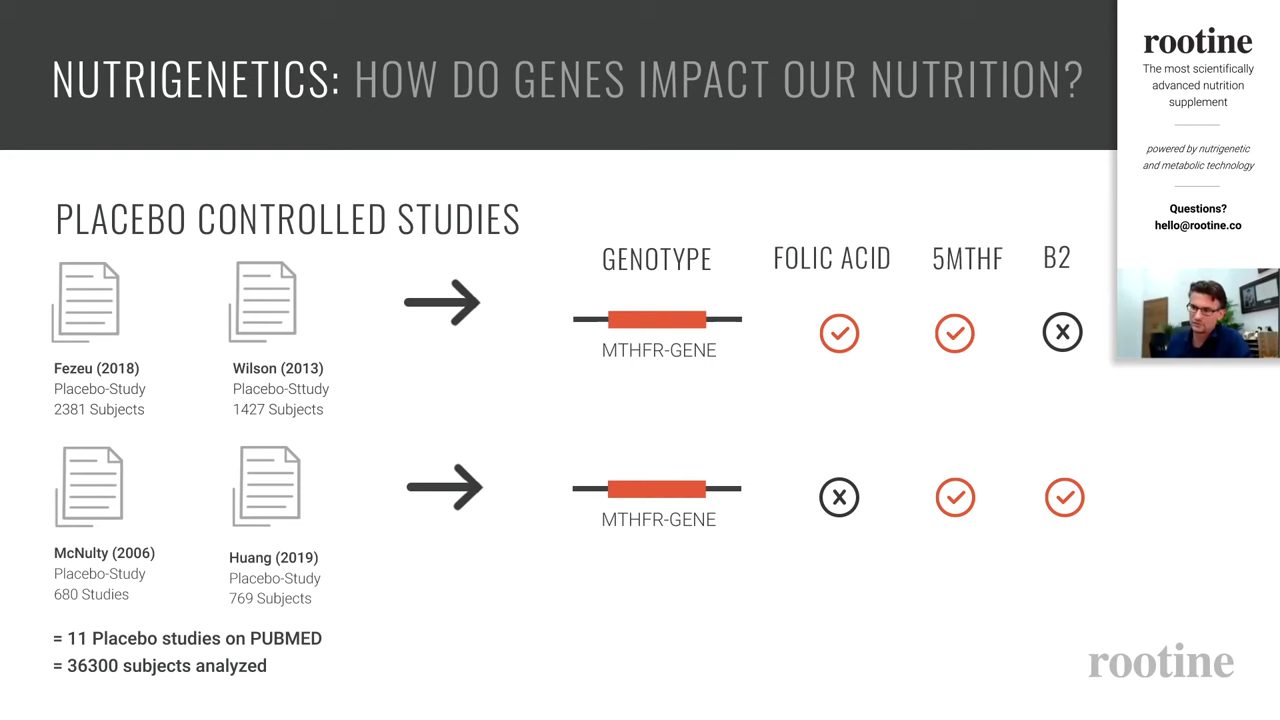 NUTRIGENETICS: HOW DO GENES IMPACT OUR NUTRITION?
rootine
The most scientifically
advanced nutrition
supplement
powered by nutrigenetic
and metabolic technology
Questions?
hello@rootine.co
PLACEBO CONTROLLED STUDIES
GENOTYPE FOLIC ACID 5MTHF B2
MTHFR-GENE
Fezeu (2018)
Placebo-Study
2381 Subjects
Wilson (2013)
Placebo-Sttudy
1427 Subjects
MTHFR-GENE
McNulty (2006)
Placebo-Study
680 Studies
Huang (2019)
Placebo-Study
769 Subjects
= 11 Placebo studies on PUBMED
= 36300 subjects analyzed
rootine